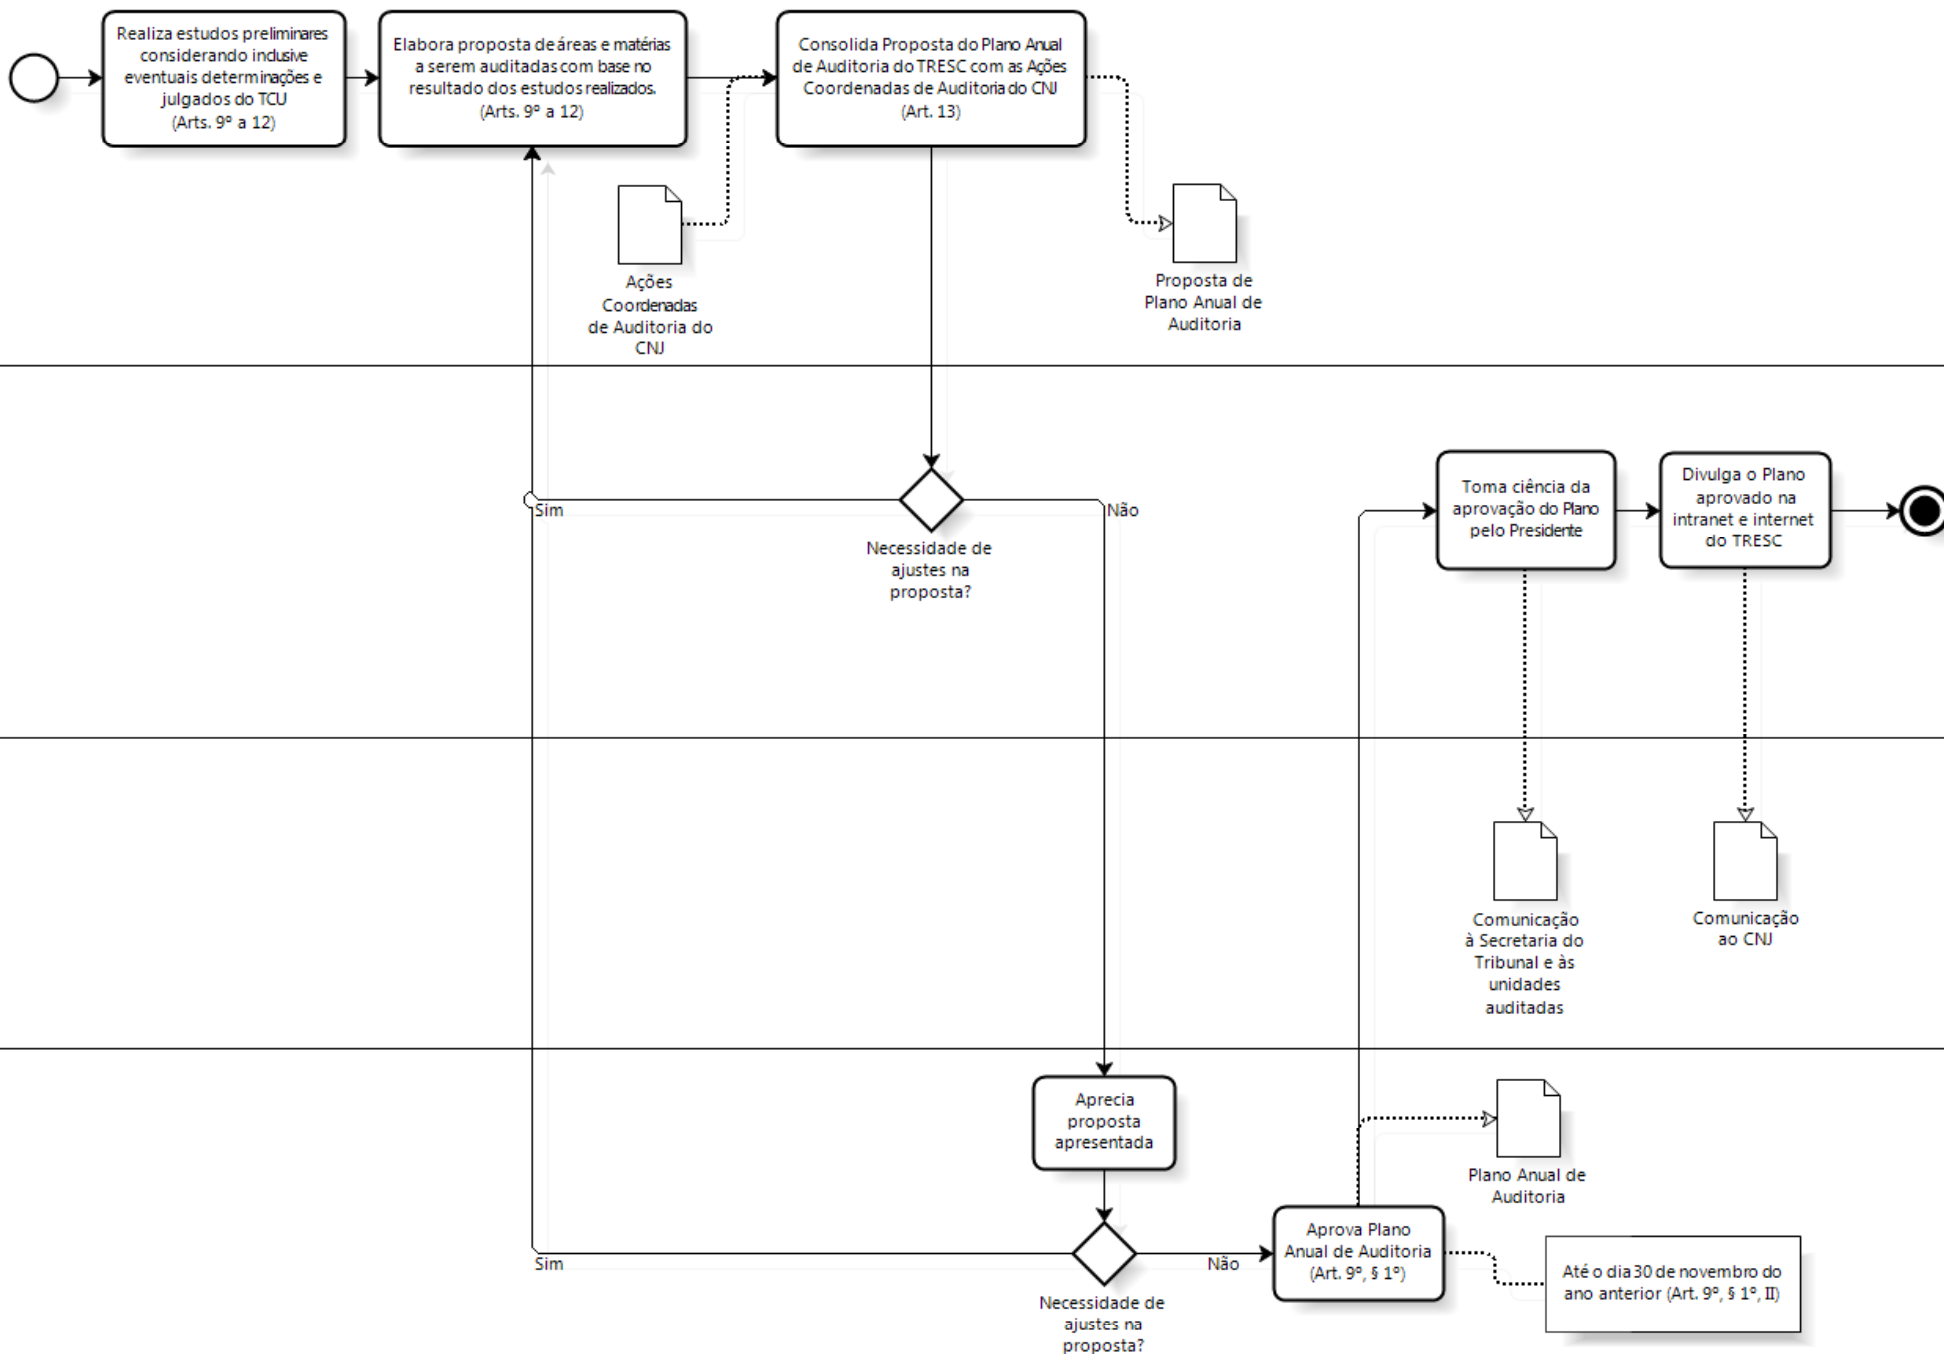 Realiza estudos preliminares
considerando inclusive
eventuais determinações e
julgados do TCU
(Arts. 9º a 12)
Elabora proposta de áreas e matérias
a serem auditadas com base no
resultado dos estudos realizados.
(Arts. 9º a 12)
Consolida Proposta do Plano Anual
de Auditoria do TRESC com as Ações
Coordenadas de Auditoria do CNJ
(Art. 13)
Ações
Coordenadas
de Auditoria do
CNJ
Proposta de
Plano Anual de
Auditoria
Sim
Não
Necessidade de
ajustes na
proposta?
Toma ciência da
aprovação do Plano
pelo Presidente
Divulga o Plano
aprovado na
intranet e internet
do TRESC
Comunicação
à Secretaria do
Tribunal e às
unidades
auditadas
Comunicação
ao CNJ
Aprecia
proposta
apresentada
Plano Anual de
Auditoria
Sim
Não
Necessidade de
ajustes na
proposta?
Aprova Plano
Anual de Auditoria
(Art. 9º, § 1º)
Até o dia 30 de novembro do
ano anterior (Art. 9º, § 1º, II)